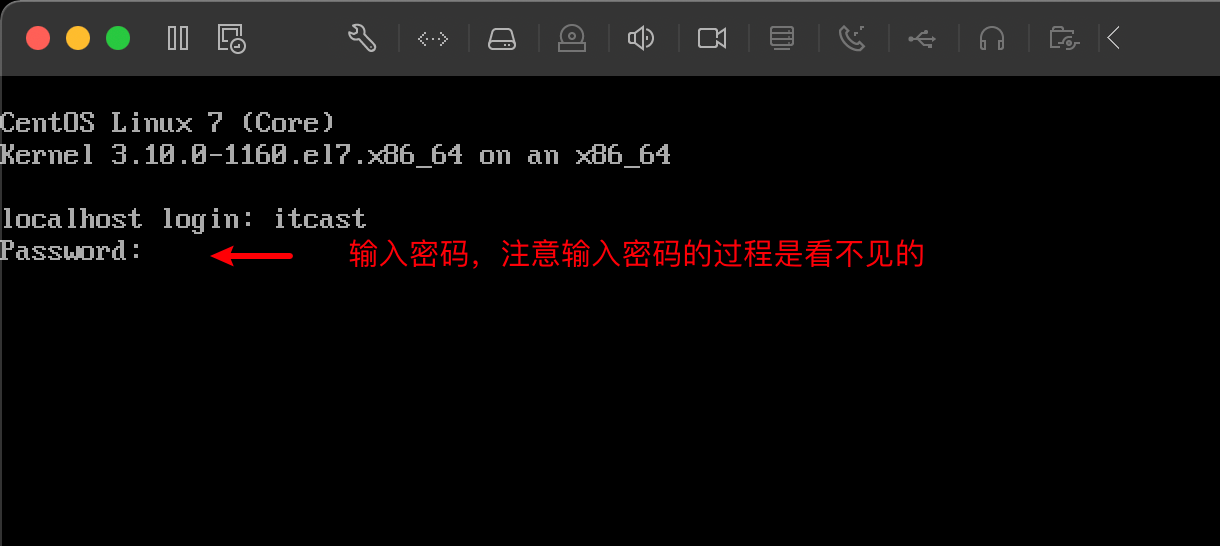 CentOS Linux 7 (Core)
Kernel 3.10.0-1160.el7.x86_64 on an x86_64
localhost login: itcast
Password: 输入密码，注意输入密码的过程是看不见的